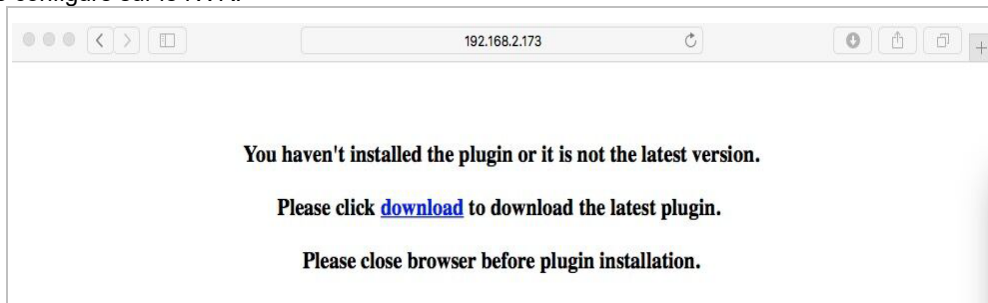 192.168.2.173
You haven't installed the plugin or it is not the latest version.
Please click download to download the latest plugin.
Please close browser before plugin installation.